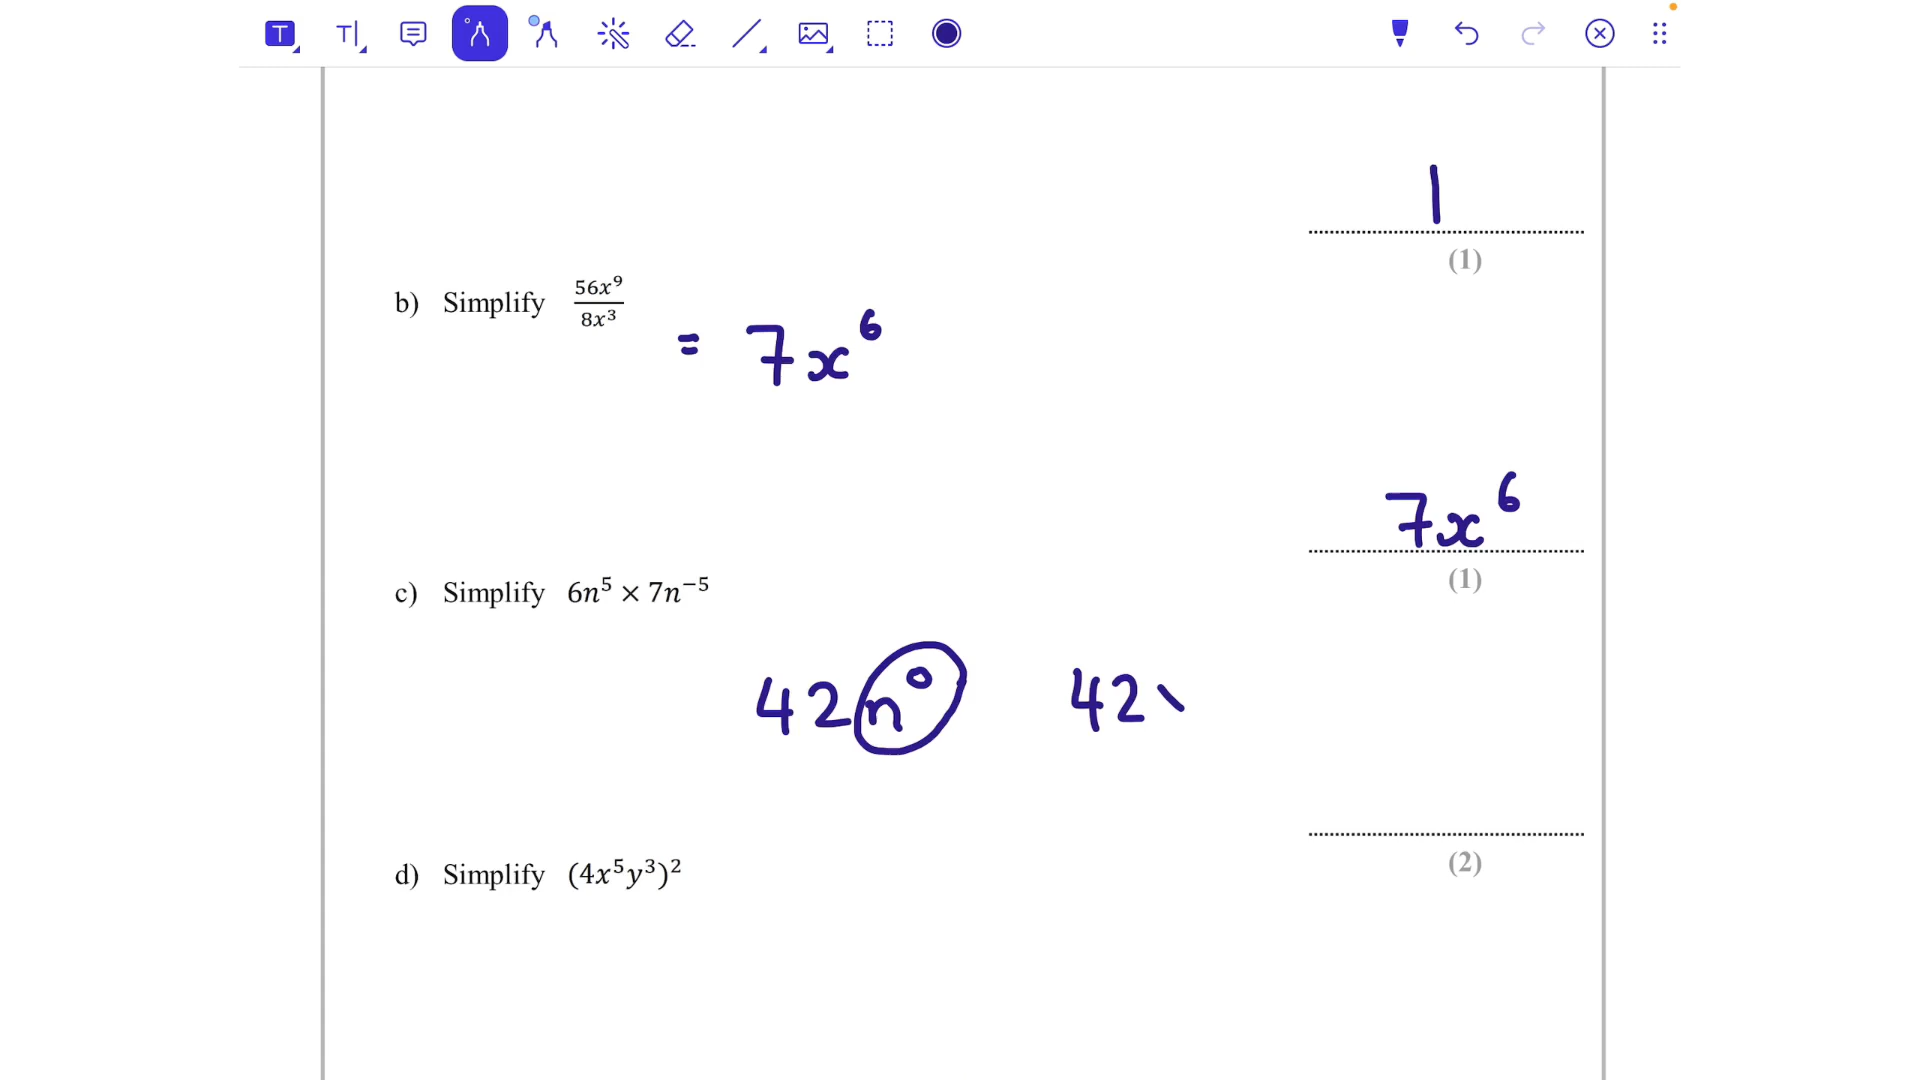 T T|
1
(1)
b) Simplify 56x⁹/8x³ = 7x⁶
7x⁶
(1)
c) Simplify 6n⁵ × 7n⁻⁵
42n⁰ 42
(2)
d) Simplify (4x⁵y³)²